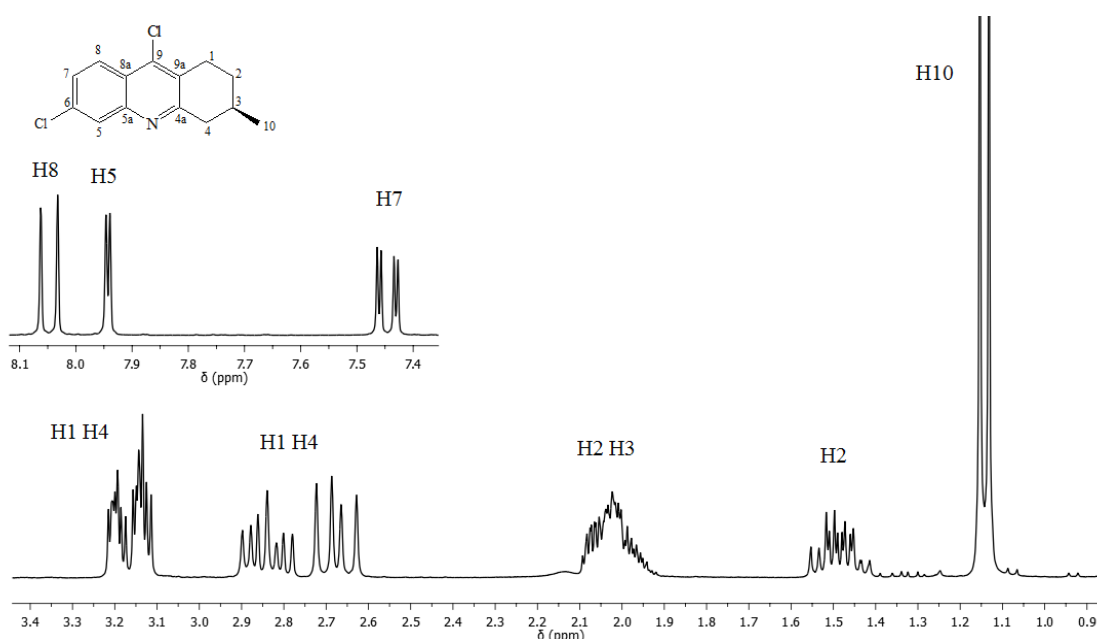 Cl
8 9 1
7 8a 9a 2
6 3
Cl 5 5a N 4a 4 10
H10
H8 H5 H7
8.1 8.0 7.9 7.8 7.7 7.6 7.5 7.4
δ (ppm)
H1 H4 H1 H4 H2 H3 H2
3.4 3.3 3.2 3.1 3.0 2.9 2.8 2.7 2.6 2.5 2.4 2.3 2.2 2.1 2.0 1.9 1.8 1.7 1.6 1.5 1.4 1.3 1.2 1.1 1.0 0.9
δ (ppm)